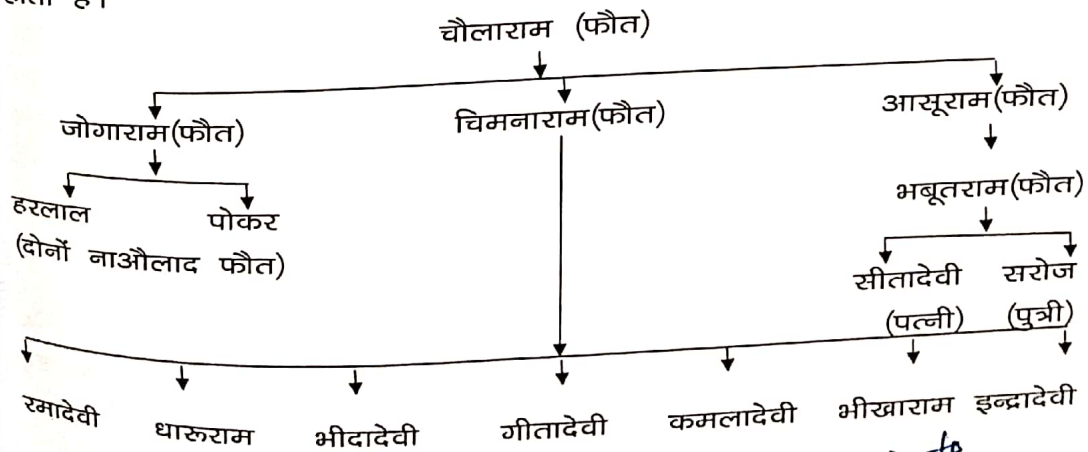 चौलाराम (फौत)
जोगाराम(फौत) चिमनाराम(फौत) आसूराम(फौत)
हरलाल पोकर भबूतराम(फौत)
(दोनों नाऔलाद फौत)
सीतादेवी सरोज
(पत्नी) (पुत्री)
रमादेवी धारूराम भीदादेवी गीतादेवी कमलादेवी भीखाराम इन्द्रादेवी